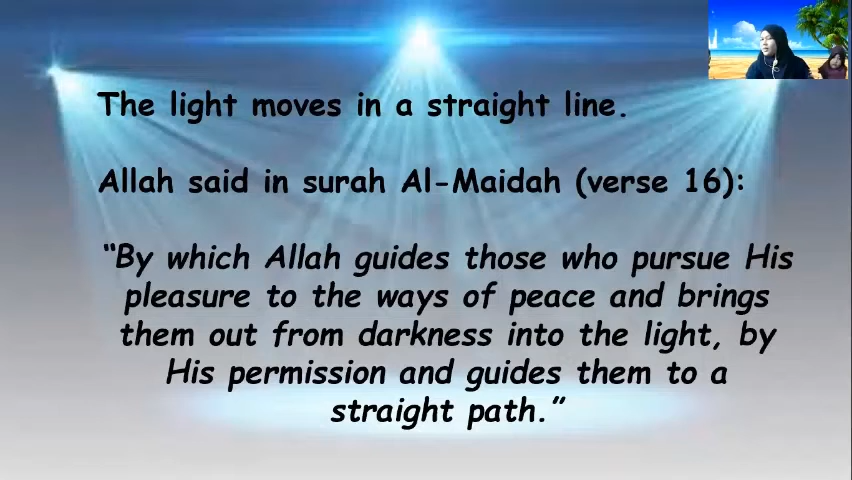 The light moves in a straight line.
Allah said in surah Al-Maidah (verse 16):
“By which Allah guides those who pursue His
pleasure to the ways of peace and brings
them out from darkness into the light, by
His permission and guides them to a
straight path.”